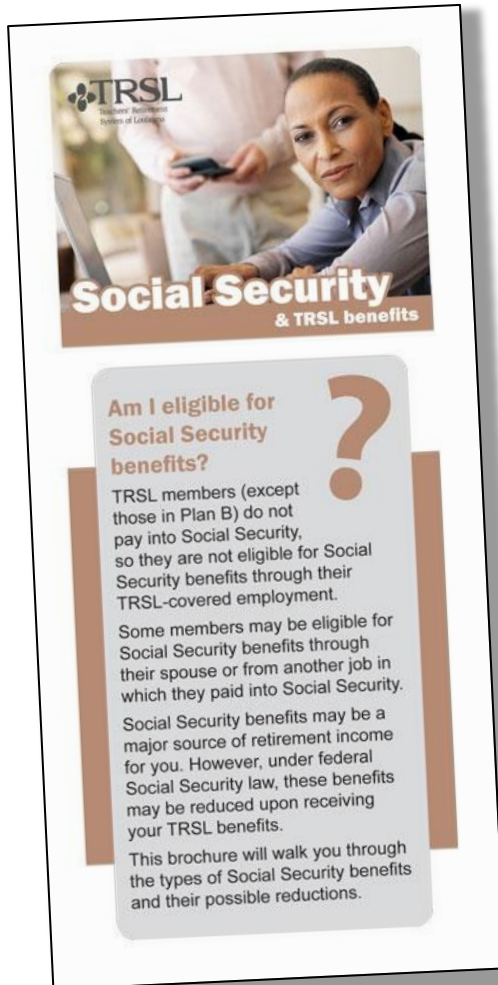 TRSL
Teachers' Retirement
System of Louisiana
Social Security
& TRSL benefits
Am I eligible for
Social Security
benefits?
?
TRSL members (except
those in Plan B) do not
pay into Social Security,
so they are not eligible for Social
Security benefits through their
TRSL-covered employment.
Some members may be eligible for
Social Security benefits through
their spouse or from another job in
which they paid into Social Security.
Social Security benefits may be a
major source of retirement income
for you. However, under federal
Social Security law, these benefits
may be reduced upon receiving
your TRSL benefits.
This brochure will walk you through
the types of Social Security benefits
and their possible reductions.